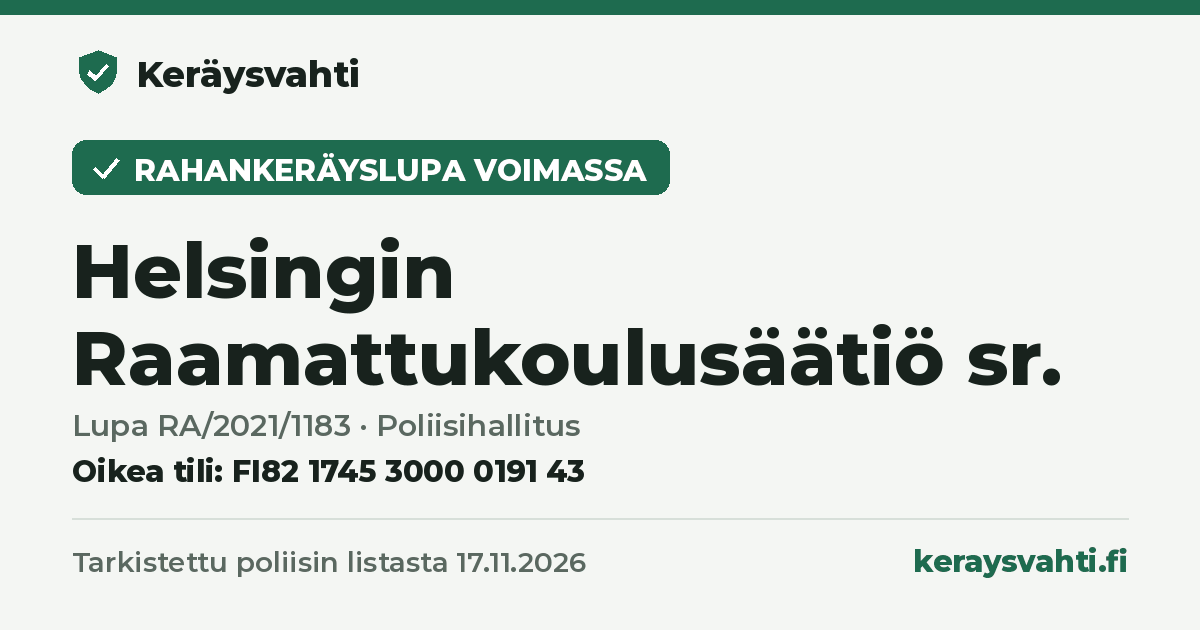 Keräysvahti
RAHANKERÄYSLUPA VOIMASSA
Helsingin
Raamattukoulusäätiö sr.
Lupa RA/2021/1183 · Poliisihallitus
Oikea tili: FI82 1745 3000 0191 43
Tarkistettu poliisin listasta 17.11.2026
keraysvahti.fi